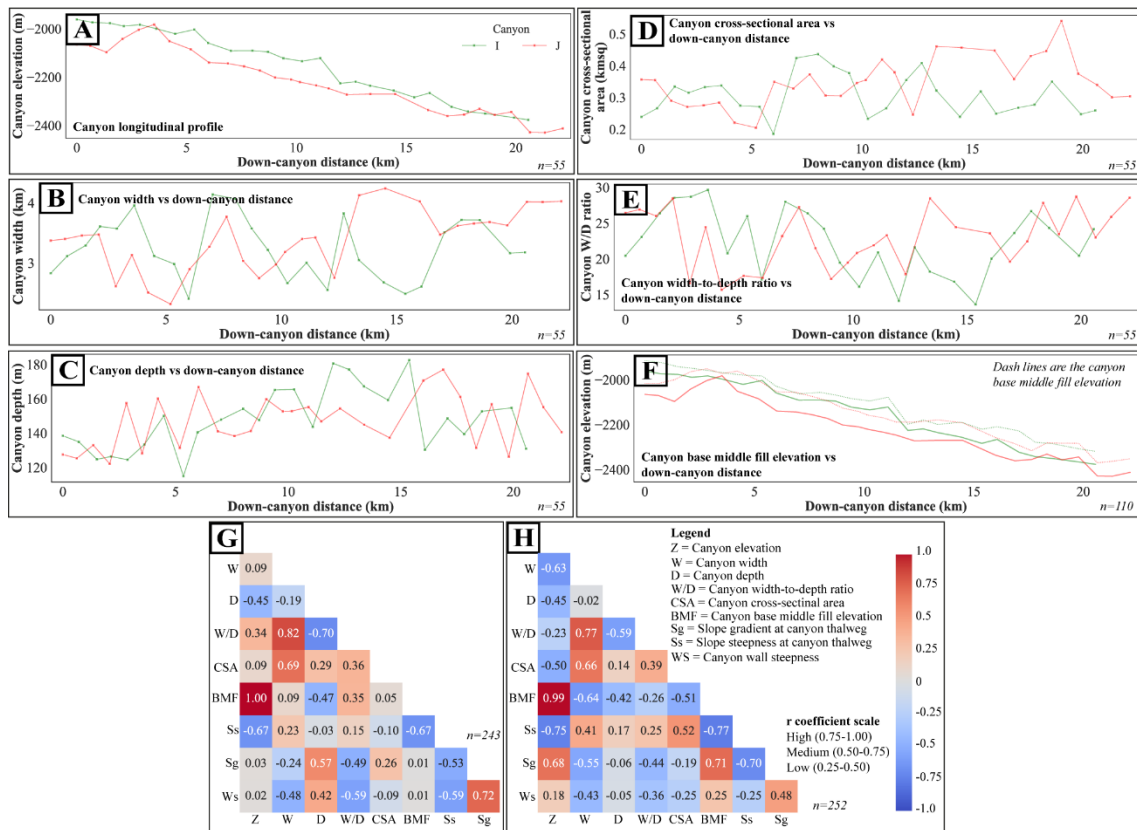 A
Canyon
I
J
Canyon elevation (m)
−2000
−2200
−2400
Canyon longitudinal profile
0
5
10
15
20
Down-canyon distance (km)
n=55
D
Canyon cross-sectional area vs
down-canyon distance
Canyon cross-sectional
area (kmsq)
0.5
0.4
0.3
0.2
0
5
10
15
20
Down-canyon distance (km)
n=55
B
Canyon width vs down-canyon distance
Canyon width (km)
4
3
0
5
10
15
20
Down-canyon distance (km)
n=55
E
Canyon W/D ratio
30
25
20
15
Canyon width-to-depth ratio vs
down-canyon distance
0
5
10
15
20
Down-canyon distance (km)
n=55
C
Canyon depth vs down-canyon distance
Canyon depth (m)
180
160
140
120
0
5
10
15
20
Down-canyon distance (km)
n=55
F
Dash lines are the canyon
base middle fill elevation
Canyon elevation (m)
−2000
−2200
−2400
Canyon base middle fill elevation vs
down-canyon distance
0
5
10
15
20
Down-canyon distance (km)
n=110
G
W 0.09
D -0.45 -0.19
W/D 0.34 0.82 -0.70
CSA 0.09 0.69 0.29 0.36
BMF 1.00 0.09 -0.47 0.35 0.05
Ss -0.67 0.23 -0.03 0.15 -0.10 -0.67
Sg 0.03 -0.24 0.57 -0.49 0.26 0.01 -0.53
Ws 0.02 -0.48 0.42 -0.59 -0.09 0.01 -0.59 0.72
Z W D W/D CSA BMF Ss Sg
n=243
H
W -0.63
D -0.45 -0.02
W/D -0.23 0.77 -0.59
CSA -0.50 0.66 0.14 0.39
BMF 0.99 -0.64 -0.42 -0.26 -0.51
Ss -0.75 0.41 0.17 0.25 0.52 -0.77
Sg 0.68 -0.55 -0.06 -0.44 -0.19 0.71 -0.70
Ws 0.18 -0.43 -0.05 -0.36 -0.25 0.25 -0.25 0.48
Z W D W/D CSA BMF Ss Sg
n=252
Legend
Z = Canyon elevation
W = Canyon width
D = Canyon depth
W/D = Canyon width-to-depth ratio
CSA = Canyon cross-sectinal area
BMF = Canyon base middle fill elevation
Sg = Slope gradient at canyon thalweg
Ss = Slope steepness at canyon thalweg
WS = Canyon wall steepness
r coefficient scale
High (0.75-1.00)
Medium (0.50-0.75)
Low (0.25-0.50)
1.0
0.75
0.50
0.25
0
-0.25
-0.50
-0.75
-1.0